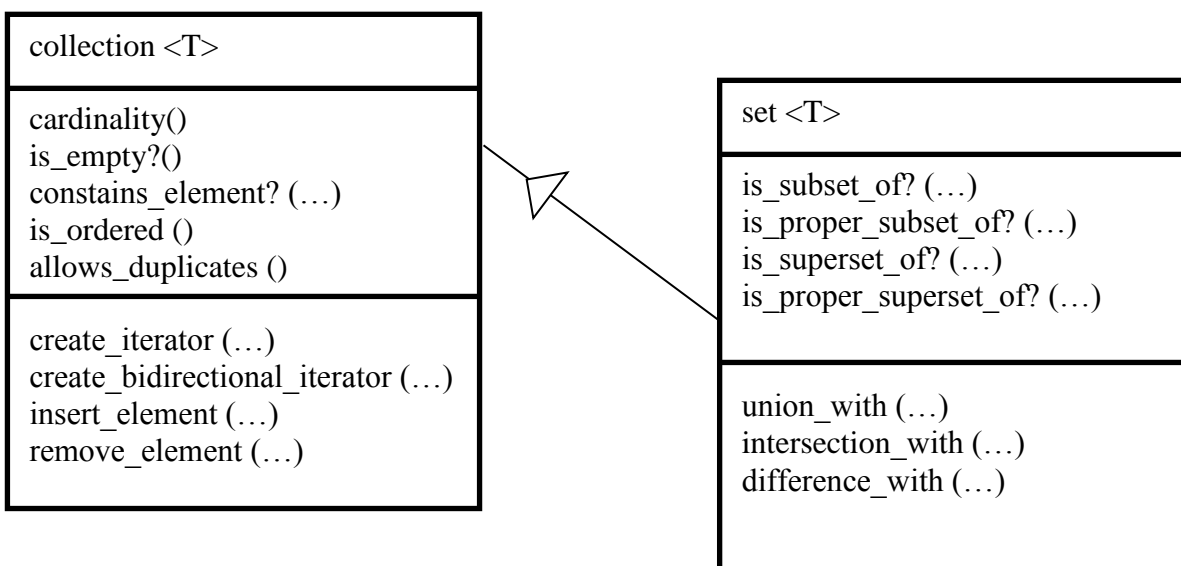 collection <T>
cardinality()
is_empty?()
constains_element? (…)
is_ordered ()
allows_duplicates ()
create_iterator (…)
create_bidirectional_iterator (…)
insert_element (…)
remove_element (…)
set <T>
is_subset_of? (…)
is_proper_subset_of? (…)
is_superset_of? (…)
is_proper_superset_of? (…)
union_with (…)
intersection_with (…)
difference_with (…)